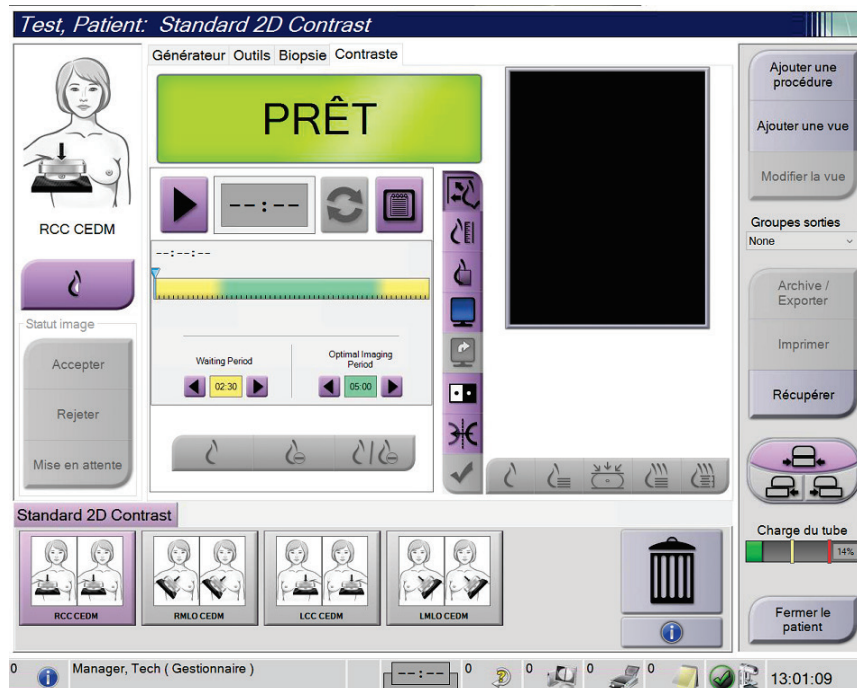 Test, Patient: Standard 2D Contrast
Générateur Outils Biopsie Contraste
PRÊT
RCC CEDM
--:--
--:--:--
Waiting Period
Optimal Imaging
Period
02:30
05:00
Statut image
Accepter
Rejeter
Mise en attente
Ajouter une
procédure
Ajouter une vue
Modifier la vue
Groupes sorties
None
Archive /
Exporter
Imprimer
Récupérer
Charge du tube
14%
Fermer le
patient
Standard 2D Contrast
RCC CEDM
RMLO CEDM
LCC CEDM
LMLO CEDM
0
Manager, Tech ( Gestionnaire )
--:--
0
0
0
0
13:01:09